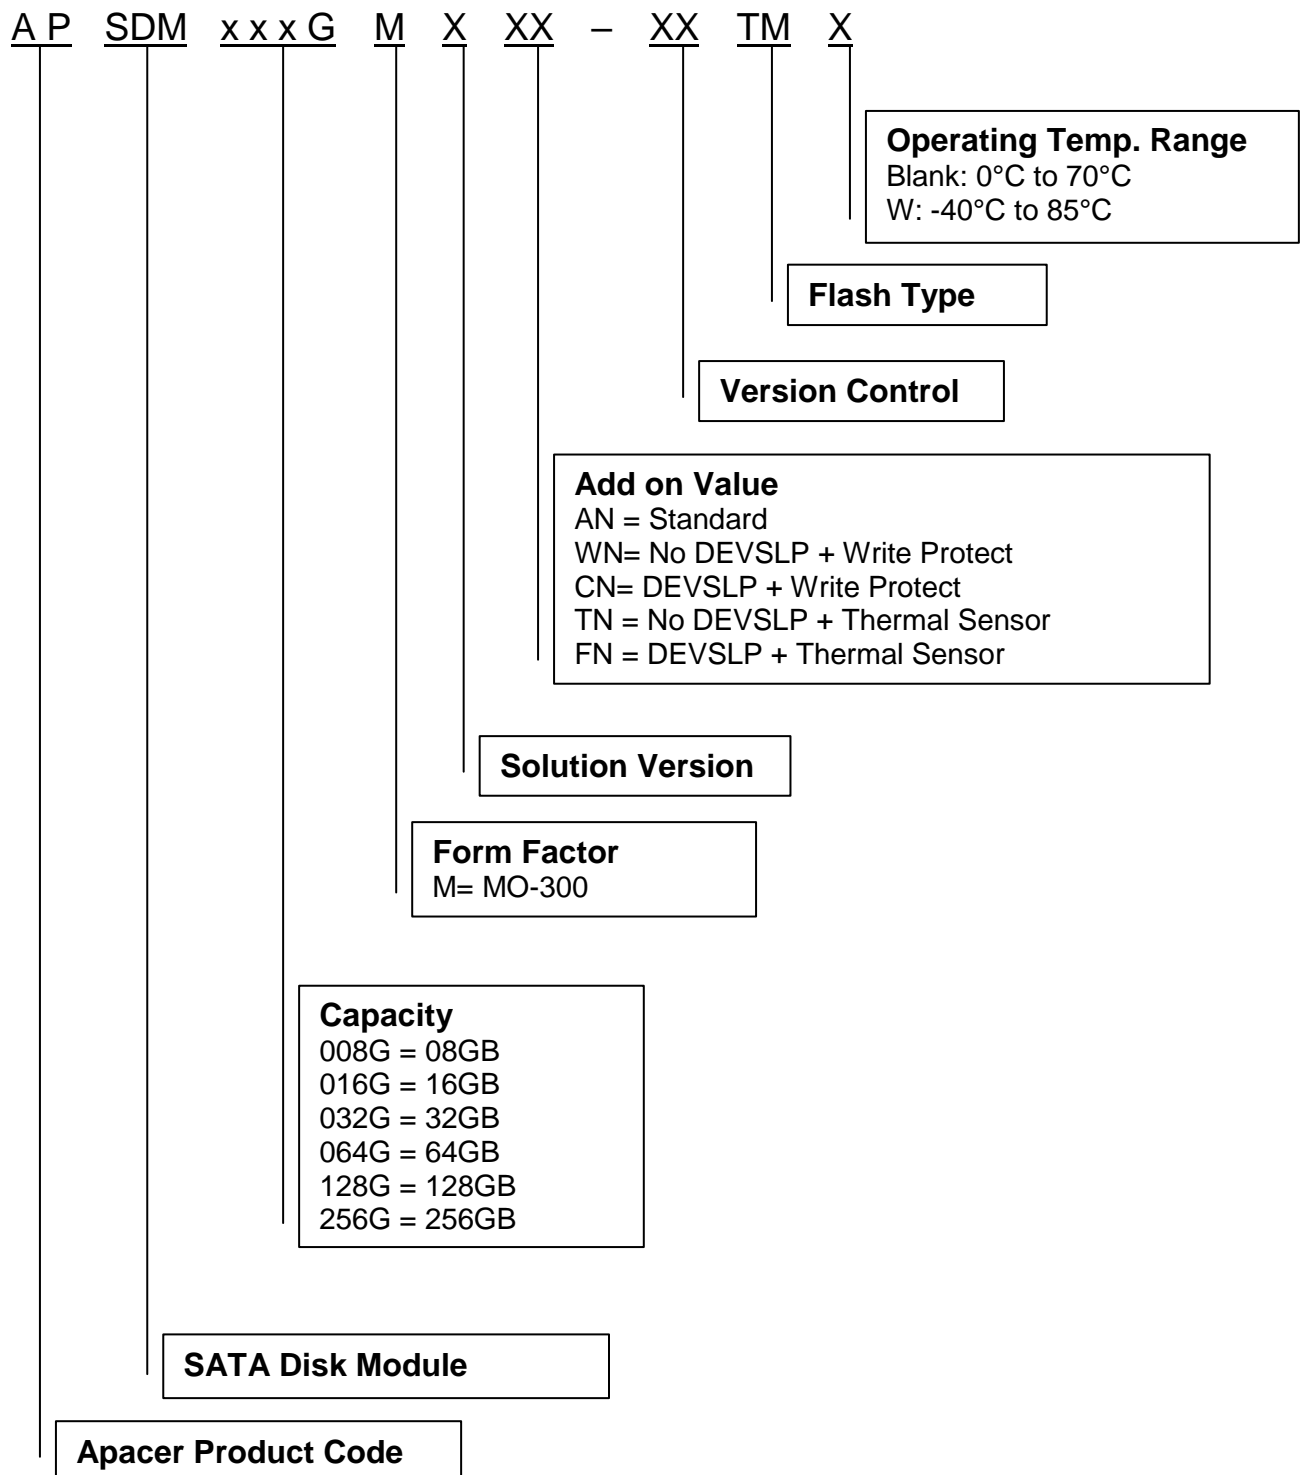 A P SDM x x x G M X XX – XX TM X
Operating Temp. Range
Blank: 0°C to 70°C
W: -40°C to 85°C
Flash Type
Version Control
Add on Value
AN = Standard
WN= No DEVSLP + Write Protect
CN= DEVSLP + Write Protect
TN = No DEVSLP + Thermal Sensor
FN = DEVSLP + Thermal Sensor
Solution Version
Form Factor
M= MO-300
Capacity
008G = 08GB
016G = 16GB
032G = 32GB
064G = 64GB
128G = 128GB
256G = 256GB
SATA Disk Module
Apacer Product Code